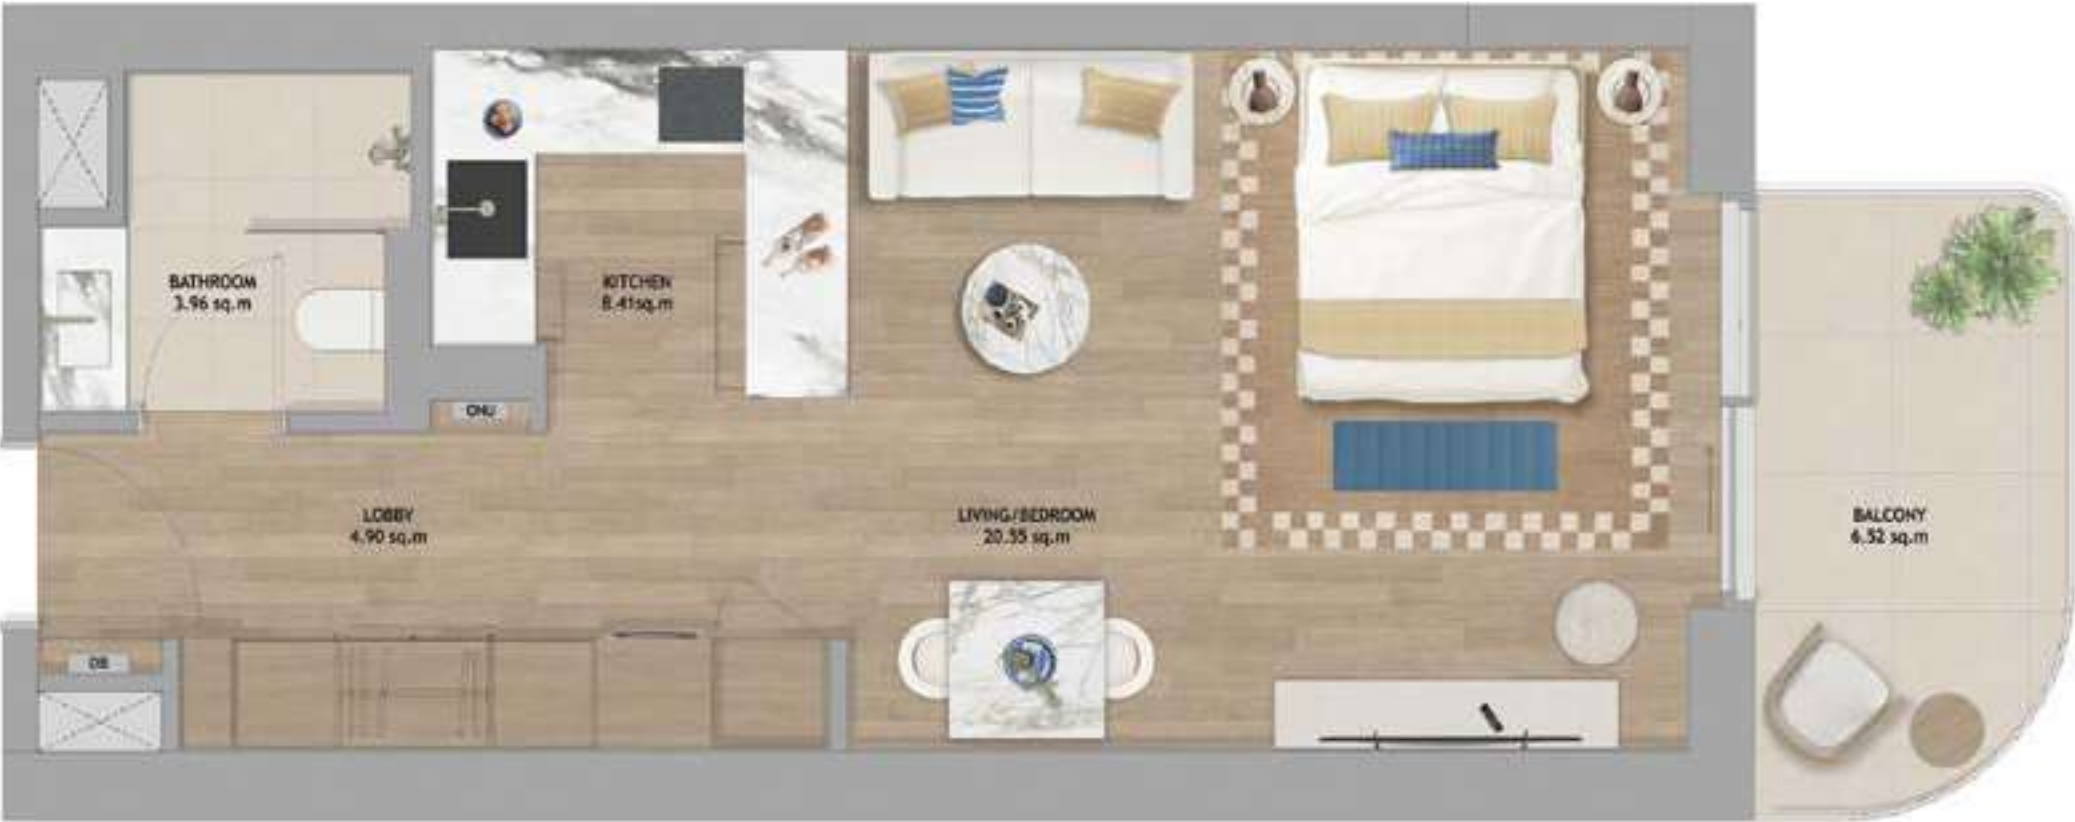 BATHROOM
3.96 sq.m
KITCHEN
8.41sq.m
ONU
LOBBY
4.90 sq.m
LIVING/BEDROOM
20.55 sq.m
BALCONY
6.52 sq.m
DB